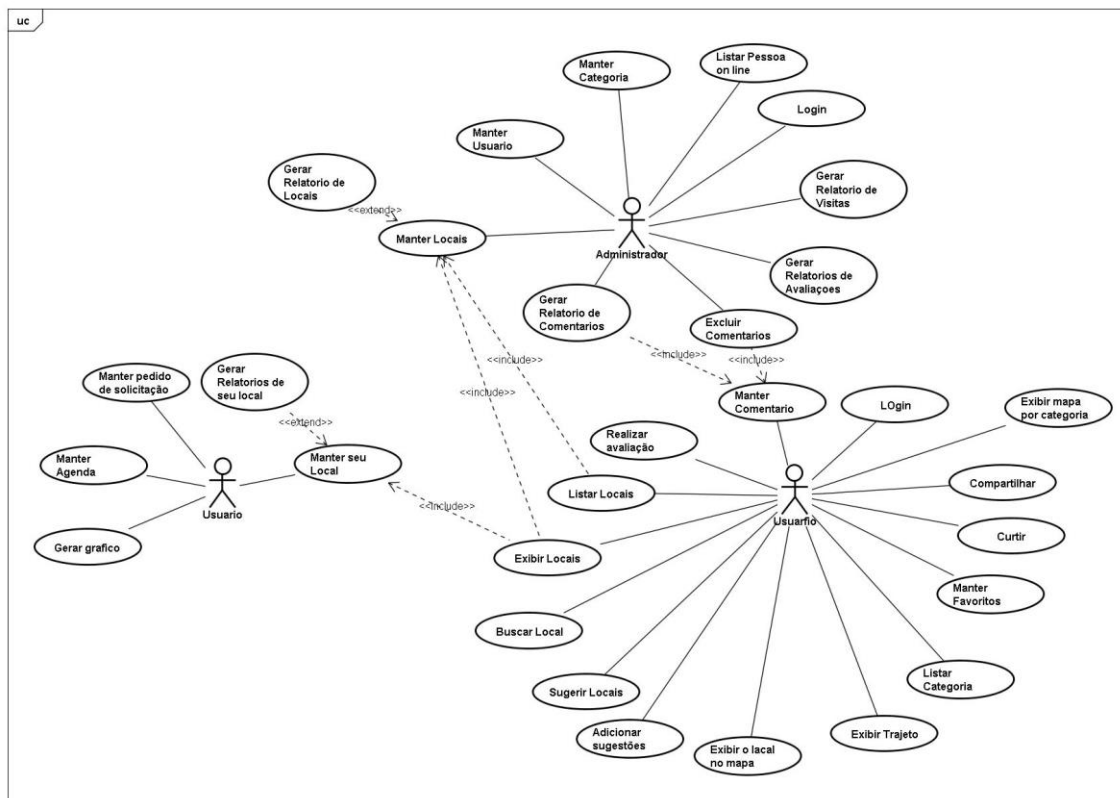 uc
Manter
Categoria
Listar Pessoa
on line
Login
Manter
Usuario
Gerar
Relatorio de
Locais
<<extend>>
Manter Locais
Administrador
Gerar
Relatorio de
Visitas
Gerar
Relatorios de
Avaliaçoes
Gerar
Relatorio de
Comentarios
Excluir
Comentarios
<<include>>
<<include>>
<<include>>
<<include>>
Manter pedido
de solicitação
Gerar
Relatorios de
seu local
<<extend>>
Manter
Agenda
Manter seu
Local
Usuario
Gerar grafico
<<include>>
Manter
Comentario
LOgin
Exibir mapa
por categoria
Realizar
avaliação
Listar Locais
Usuarfio
Compartilhar
Exibir Locais
Curtir
Manter
Favoritos
Buscar Local
Sugerir Locais
Listar
Categoria
Adicionar
sugestões
Exibir o lacal
no mapa
Exibir Trajeto